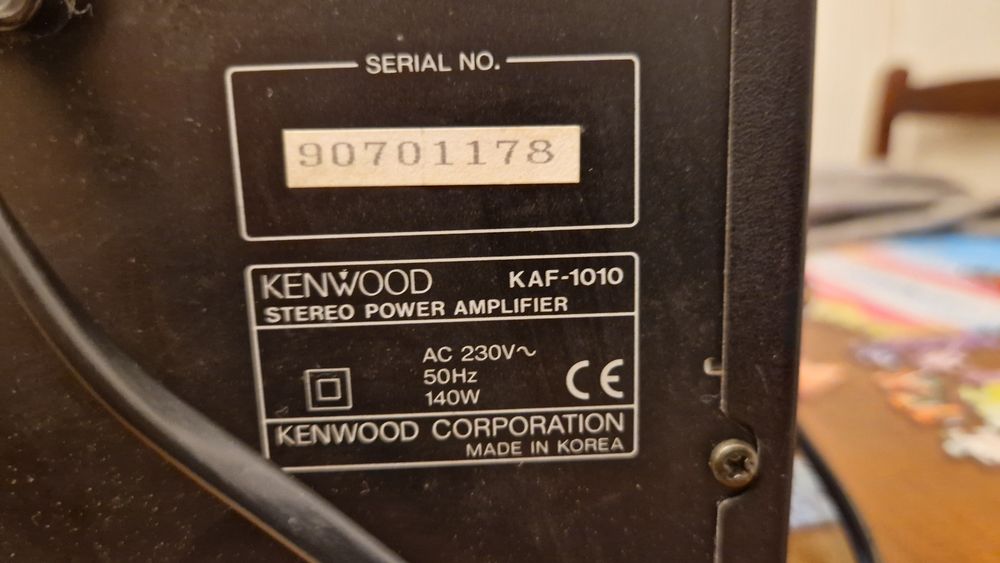 SERIAL NO.
90701178
KENWOOD KAF-1010
STEREO POWER AMPLIFIER
AC 230V~
50Hz
140W
CE
KENWOOD CORPORATION
MADE IN KOREA